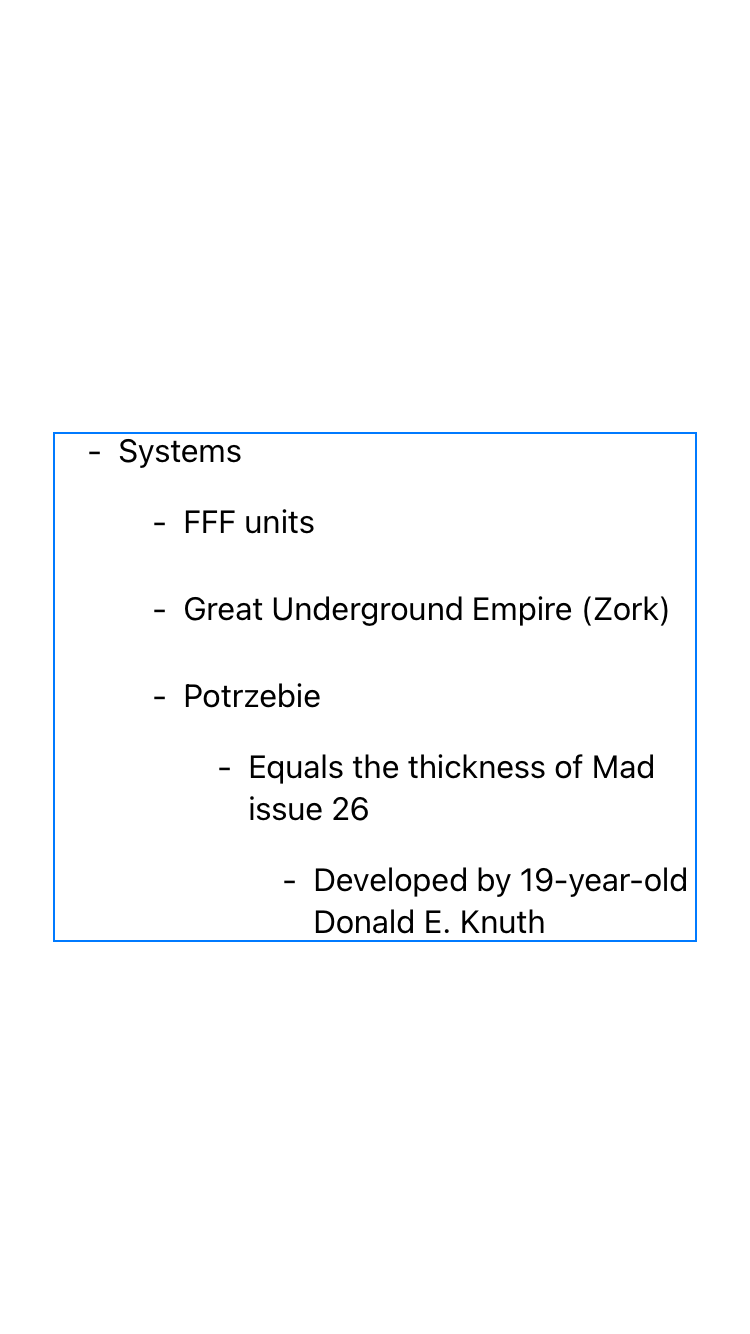 - Systems
- FFF units
- Great Underground Empire (Zork)
- Potrzebie
- Equals the thickness of Mad
issue 26
- Developed by 19-year-old
Donald E. Knuth